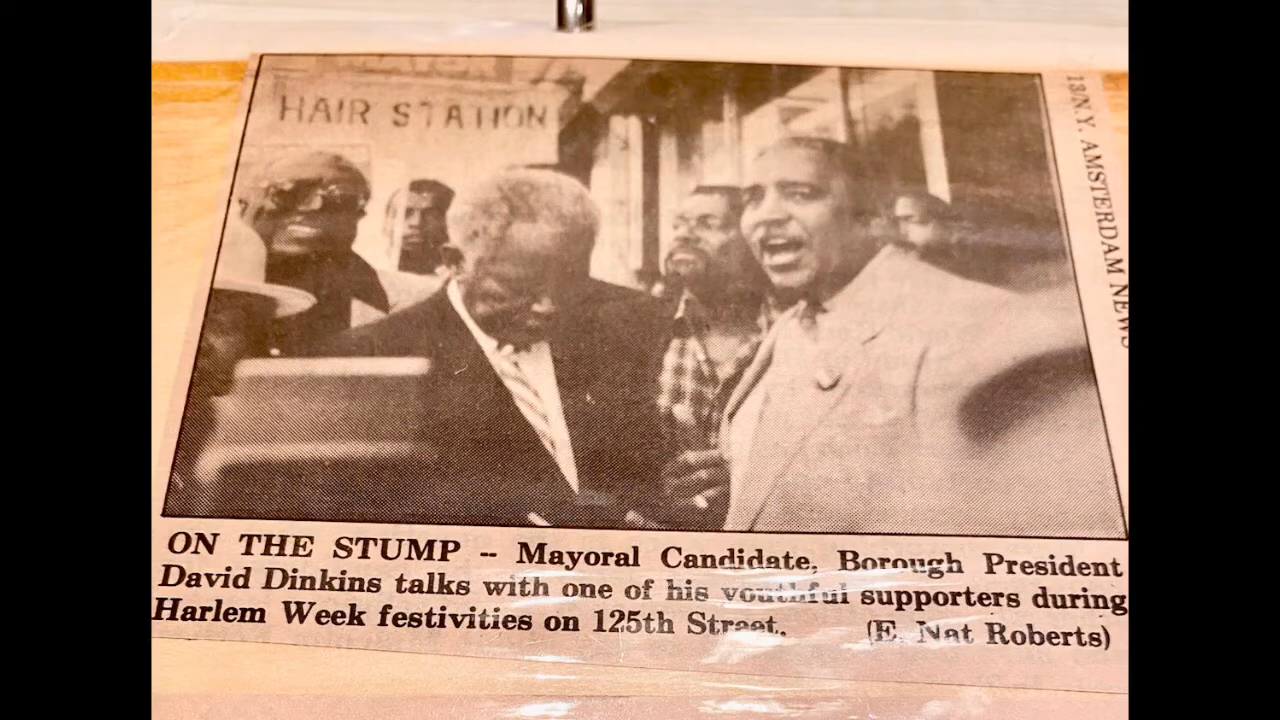 HAIR STATION
13/N.Y. AMSTERDAM NEWS
ON THE STUMP -- Mayoral Candidate, Borough President
David Dinkins talks with one of his youthful supporters during
Harlem Week festivities on 125th Street. (E. Nat Roberts)